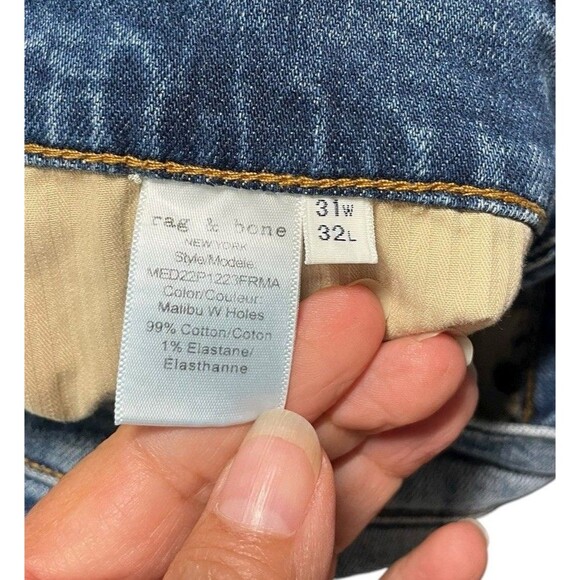 rag & bone
NEW YORK
Style/Modele:
MED22P1223FRMA
Color/Couleur:
Malibu W Holes
99% Cotton/Coton
1% Elastane/
Elasthanne
31W
32L